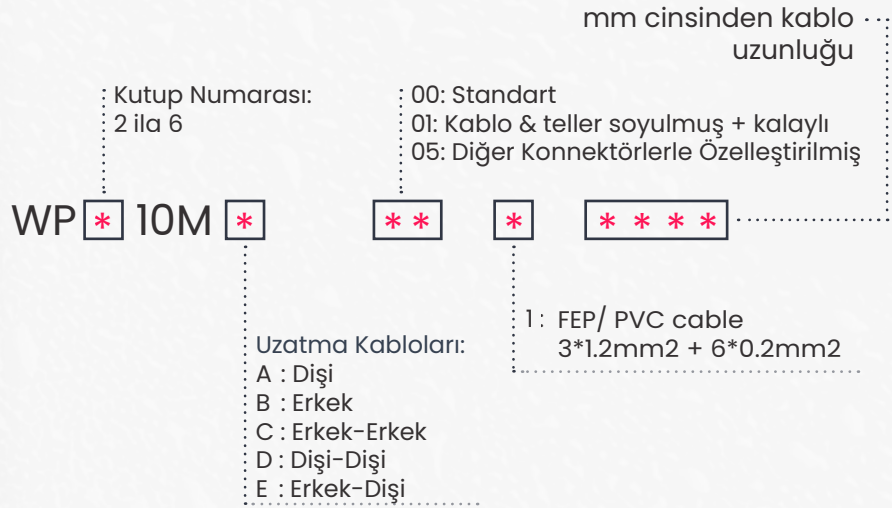 mm cinsinden kablo
uzunluğu
Kutup Numarası:
2 ila 6
00: Standart
01: Kablo & teller soyulmuş + kalaylı
05: Diğer Konnektörlerle Özelleştirilmiş
WP * 10M * ** * ****
1 : FEP/ PVC cable
3*1.2mm2 + 6*0.2mm2
Uzatma Kabloları:
A : Dişi
B : Erkek
C : Erkek-Erkek
D : Dişi-Dişi
E : Erkek-Dişi